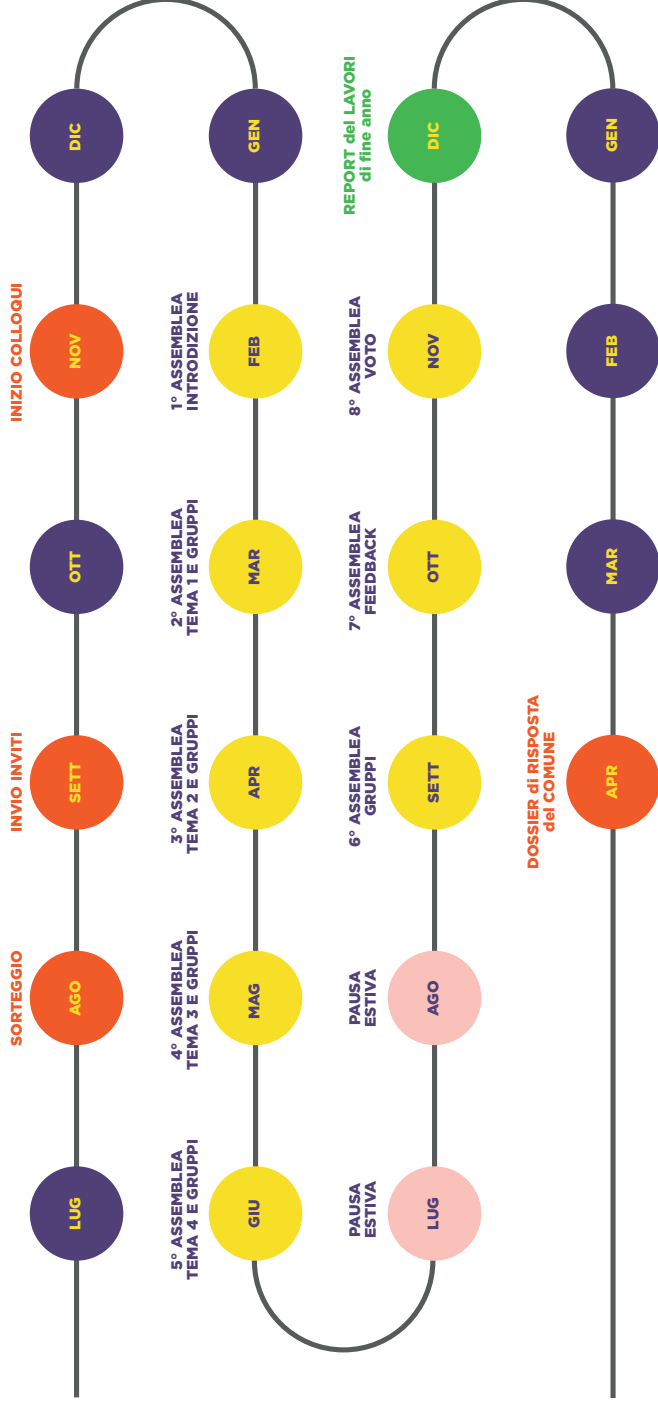 LUG
SORTEGGIO
AGO
INVIO INVITI
SETT
OTT
INIZIO COLLOQUI
NOV
DIC
GEN
1° ASSEMBLEA
INTRODIZIONE
FEB
2° ASSEMBLEA
TEMA 1 E GRUPPI
MAR
3° ASSEMBLEA
TEMA 2 E GRUPPI
APR
4° ASSEMBLEA
TEMA 3 E GRUPPI
MAG
5° ASSEMBLEA
TEMA 4 E GRUPPI
GIU
PAUSA
ESTIVA
LUG
PAUSA
ESTIVA
AGO
6° ASSEMBLEA
GRUPPI
SETT
7° ASSEMBLEA
FEEDBACK
OTT
8° ASSEMBLEA
VOTO
NOV
REPORT del LAVORI
di fine anno
DIC
GEN
FEB
MAR
DOSSIER di RISPOSTA
del COMUNE
APR